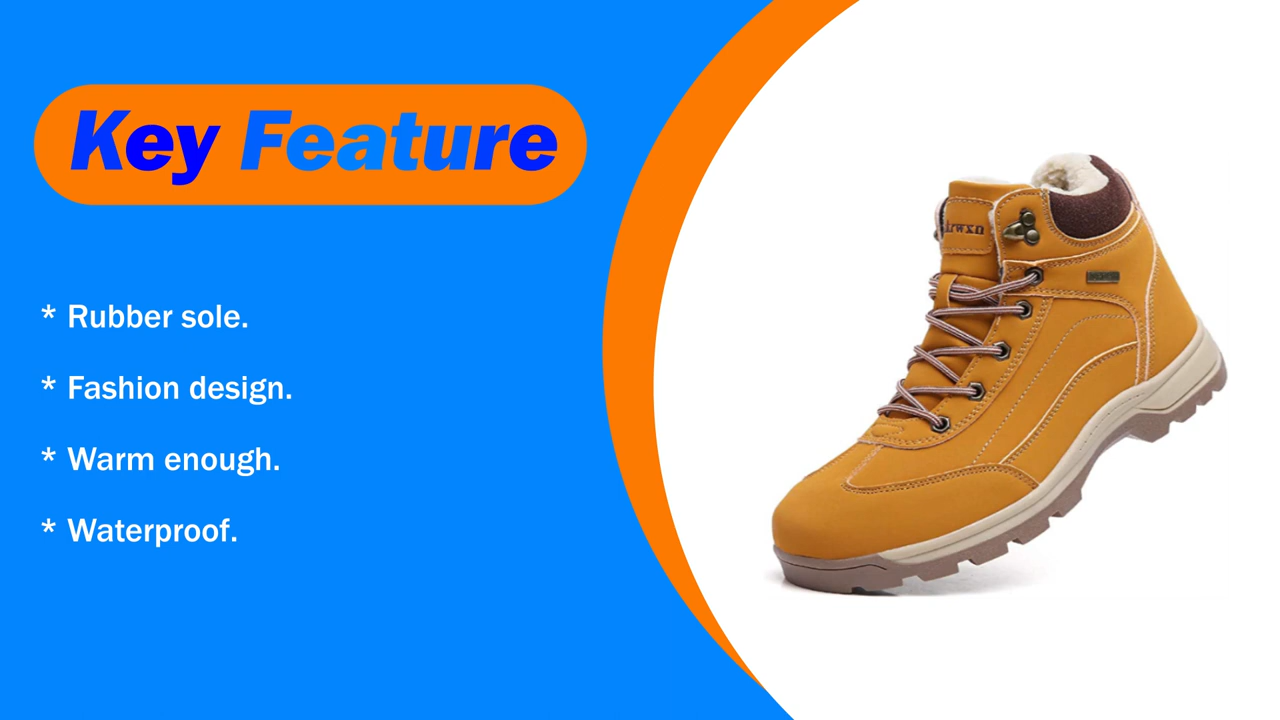 Key Feature
* Rubber sole.
* Fashion design.
* Warm enough.
* Waterproof.